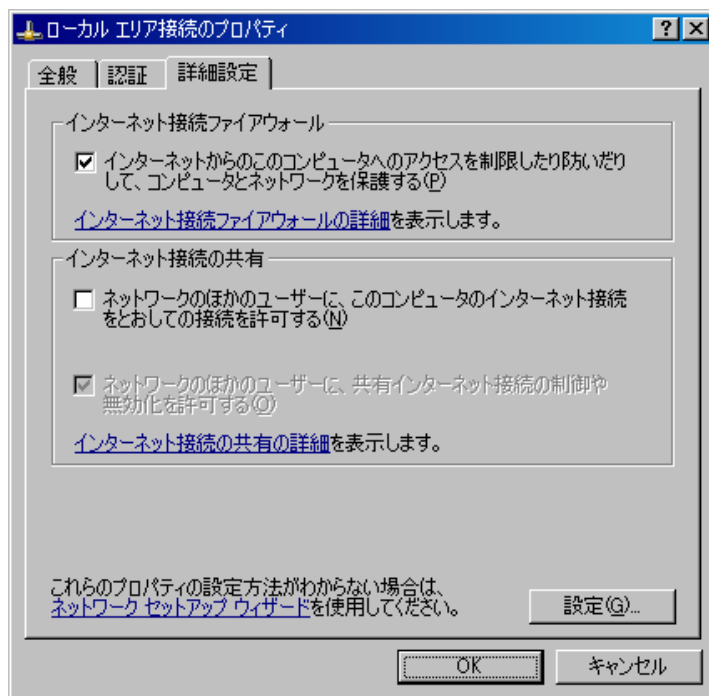 ローカル エリア接続のプロパティ
全般 認証 詳細設定
インターネット接続ファイアウォール
インターネットからのこのコンピュータへのアクセスを制限したり防いだり
して、コンピュータとネットワークを保護する(P)
インターネット接続ファイアウォールの詳細を表示します。
インターネット接続の共有
ネットワークのほかのユーザーに、このコンピュータのインターネット接続
をとおしての接続を許可する(N)
ネットワークのほかのユーザーに、共有インターネット接続の制御や
無効化を許可する(O)
インターネット接続の共有の詳細を表示します。
これらのプロパティの設定方法がわからない場合は、
ネットワーク セットアップ ウィザードを使用してください。
設定(G)...
OK キャンセル